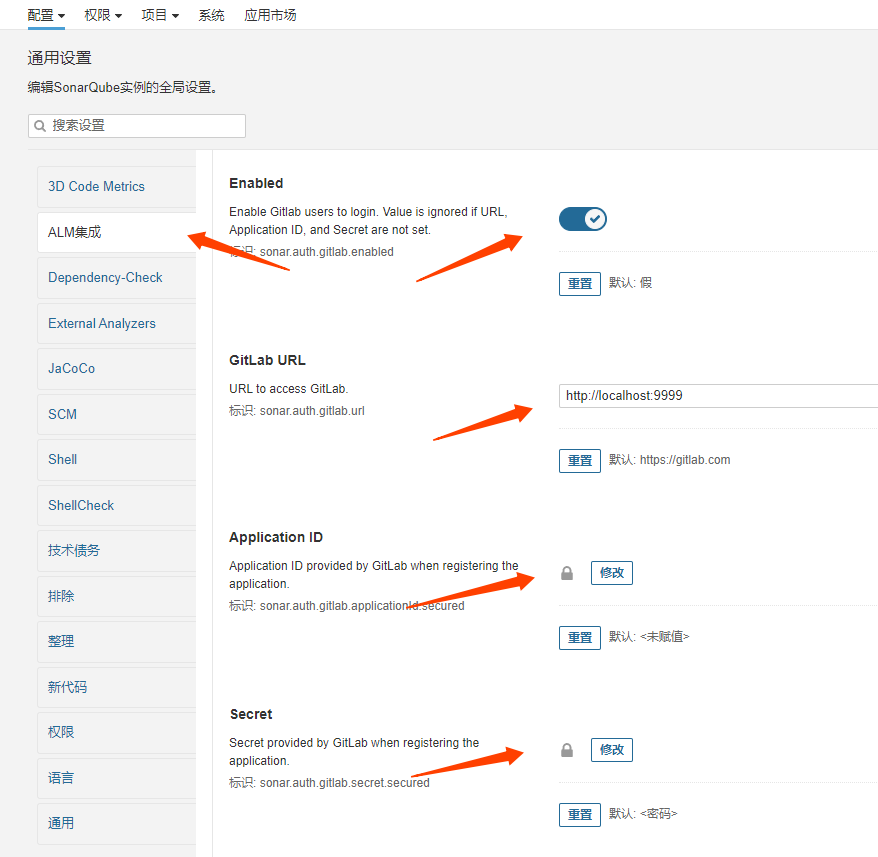 配置 权限 项目 系统 应用市场
通用设置
编辑SonarQube实例的全局设置。
搜索设置
3D Code Metrics
ALM集成
Dependency-Check
External Analyzers
JaCoCo
SCM
Shell
ShellCheck
技术债务
排除
整理
新代码
权限
语言
通用
Enabled
Enable Gitlab users to login. Value is ignored if URL,
Application ID, and Secret are not set.
标识: sonar.auth.gitlab.enabled
重置 默认: 假
GitLab URL
URL to access GitLab.
标识: sonar.auth.gitlab.url
http://localhost:9999
重置 默认: https://gitlab.com
Application ID
Application ID provided by GitLab when registering the
application.
标识: sonar.auth.gitlab.applicationId.secured
修改
重置 默认: <未赋值>
Secret
Secret provided by GitLab when registering the
application.
标识: sonar.auth.gitlab.secret.secured
修改
重置 默认: <密码>